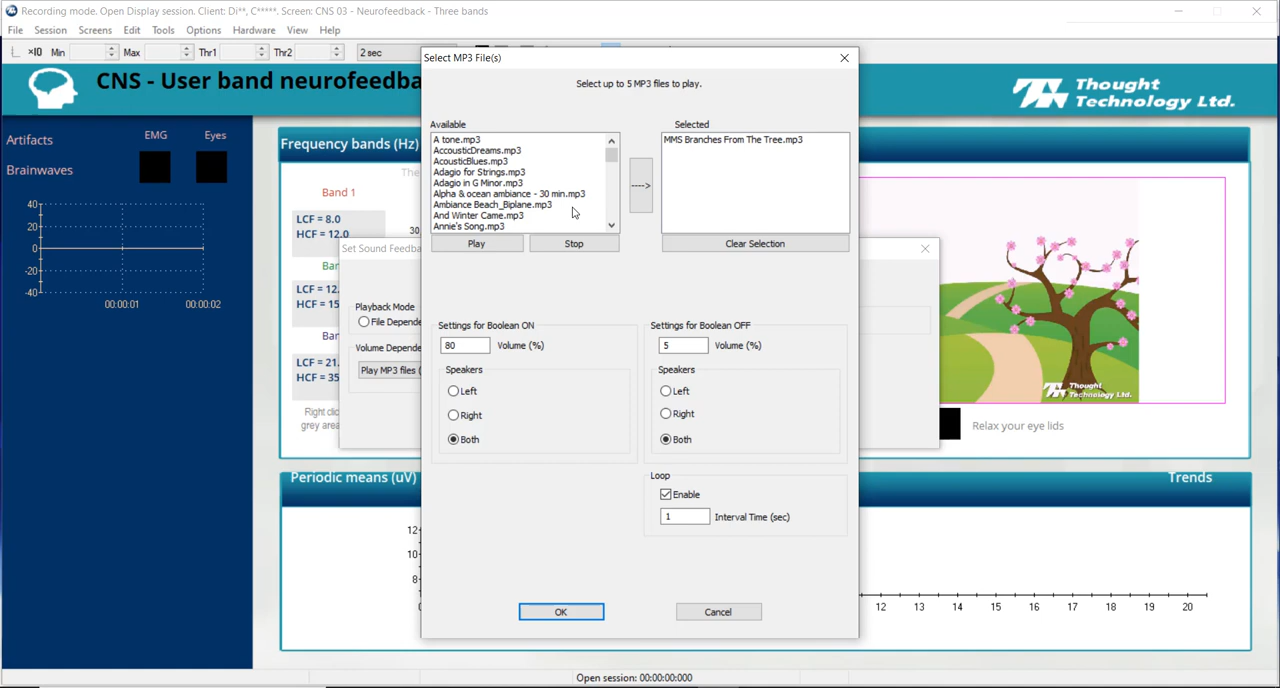 Recording mode. Open Display session. Client: Di**, C*****. Screen: CNS 03 - Neurofeedback - Three bands
File Session Screens Edit Tools Options Hardware View Help
×10 Min Max Thr1 Thr2 2 sec
CNS - User band neurofeedba
Thought
Technology Ltd.
Artifacts
EMG Eyes
Brainwaves
40
20
0
-20
-40
00:00:01 00:00:02
Frequency bands (Hz)
The
Band 1
LCF = 8.0
HCF = 12.0
30
Ban
LCF = 12.
HCF = 15
Ban
LCF = 21.
HCF = 35
Right clic
grey area
Set Sound Feedba
Playback Mode
File Depende
Volume Depende
Play MP3 files (
Select MP3 File(s)
Select up to 5 MP3 files to play.
Available
A tone.mp3
AccousticDreams.mp3
AcousticBlues.mp3
Adagio for Strings.mp3
Adagio in G Minor.mp3
Alpha & ocean ambiance - 30 min.mp3
Ambiance Beach_Biplane.mp3
And Winter Came.mp3
Annie's Song.mp3
---->
Selected
MMS Branches From The Tree.mp3
Play Stop Clear Selection
Settings for Boolean ON
80 Volume (%)
Speakers
Left
Right
Both
Settings for Boolean OFF
5 Volume (%)
Speakers
Left
Right
Both
Loop
Enable
1 Interval Time (sec)
OK Cancel
Thought
Technology Ltd.
Relax your eye lids
Periodic means (uV) Trends
12
10
8
12 13 14 15 16 17 18 19 20
Open session: 00:00:00:000